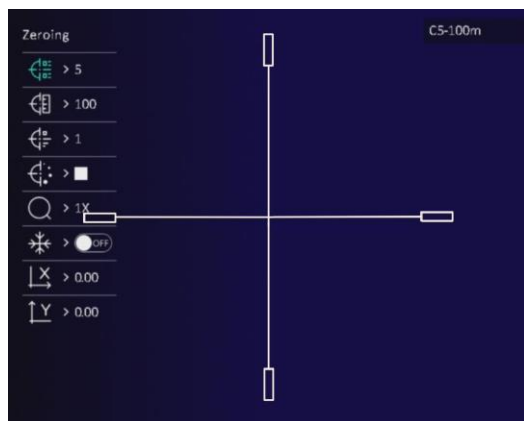 Zeroing
C5-100m
> 5
> 100
> 1
>
> 1X
> OFF
X > 0.00
Y > 0.00